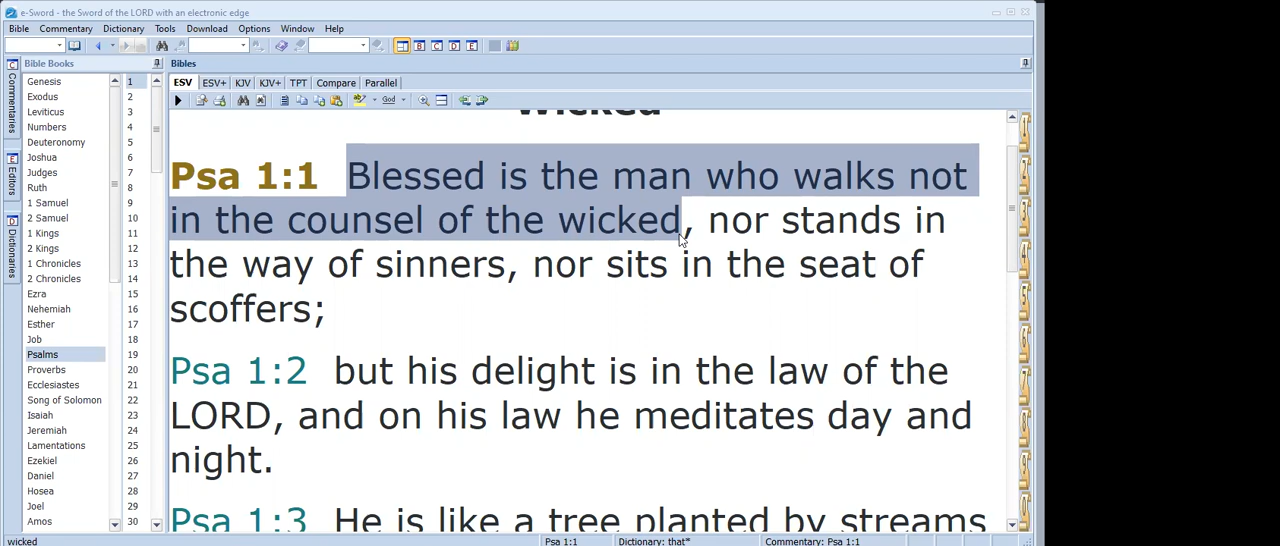 e-Sword - the Sword of the LORD with an electronic edge
Bible Commentary Dictionary Tools Download Options Window Help
B C D E
Bible Books
Bibles
C Commentaries
E Editors
D Dictionaries
ESV ESV+ KJV KJV+ TPT Compare Parallel
God
Genesis 1
Exodus 2
Leviticus 3
Numbers 4
Deuteronomy 5
Joshua 6
Judges 7
Ruth 8
1 Samuel 9
2 Samuel 10
1 Kings 11
2 Kings 12
1 Chronicles 13
2 Chronicles 14
Ezra 15
Nehemiah 16
Esther 17
Job 18
Psalms 19
Proverbs 20
Ecclesiastes 21
Song of Solomon 22
Isaiah 23
Jeremiah 24
Lamentations 25
Ezekiel 26
Daniel 27
Hosea 28
Joel 29
Amos 30
Wicked
Psa 1:1 Blessed is the man who walks not
in the counsel of the wicked, nor stands in
the way of sinners, nor sits in the seat of
scoffers;
Psa 1:2 but his delight is in the law of the
LORD, and on his law he meditates day and
night.
Psa 1:3 He is like a tree planted by streams
wicked
Psa 1:1
Dictionary: that*
Commentary: Psa 1:1